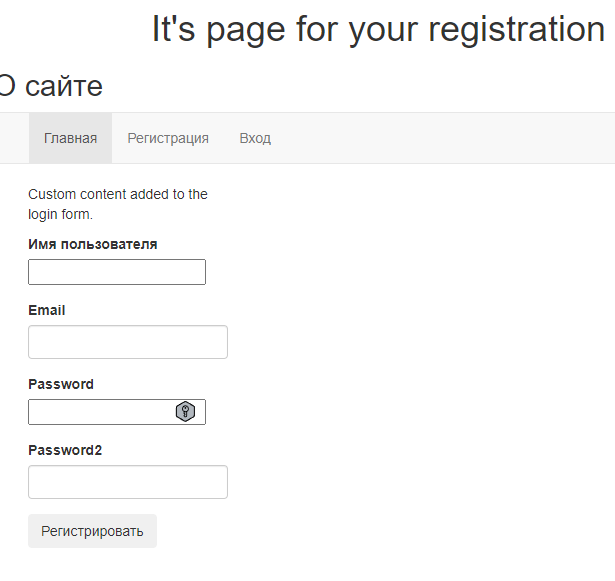 It's page for your registration
О сайте
Главная Регистрация Вход
Custom content added to the
login form.
Имя пользователя
Email
Password
Password2
Регистрировать